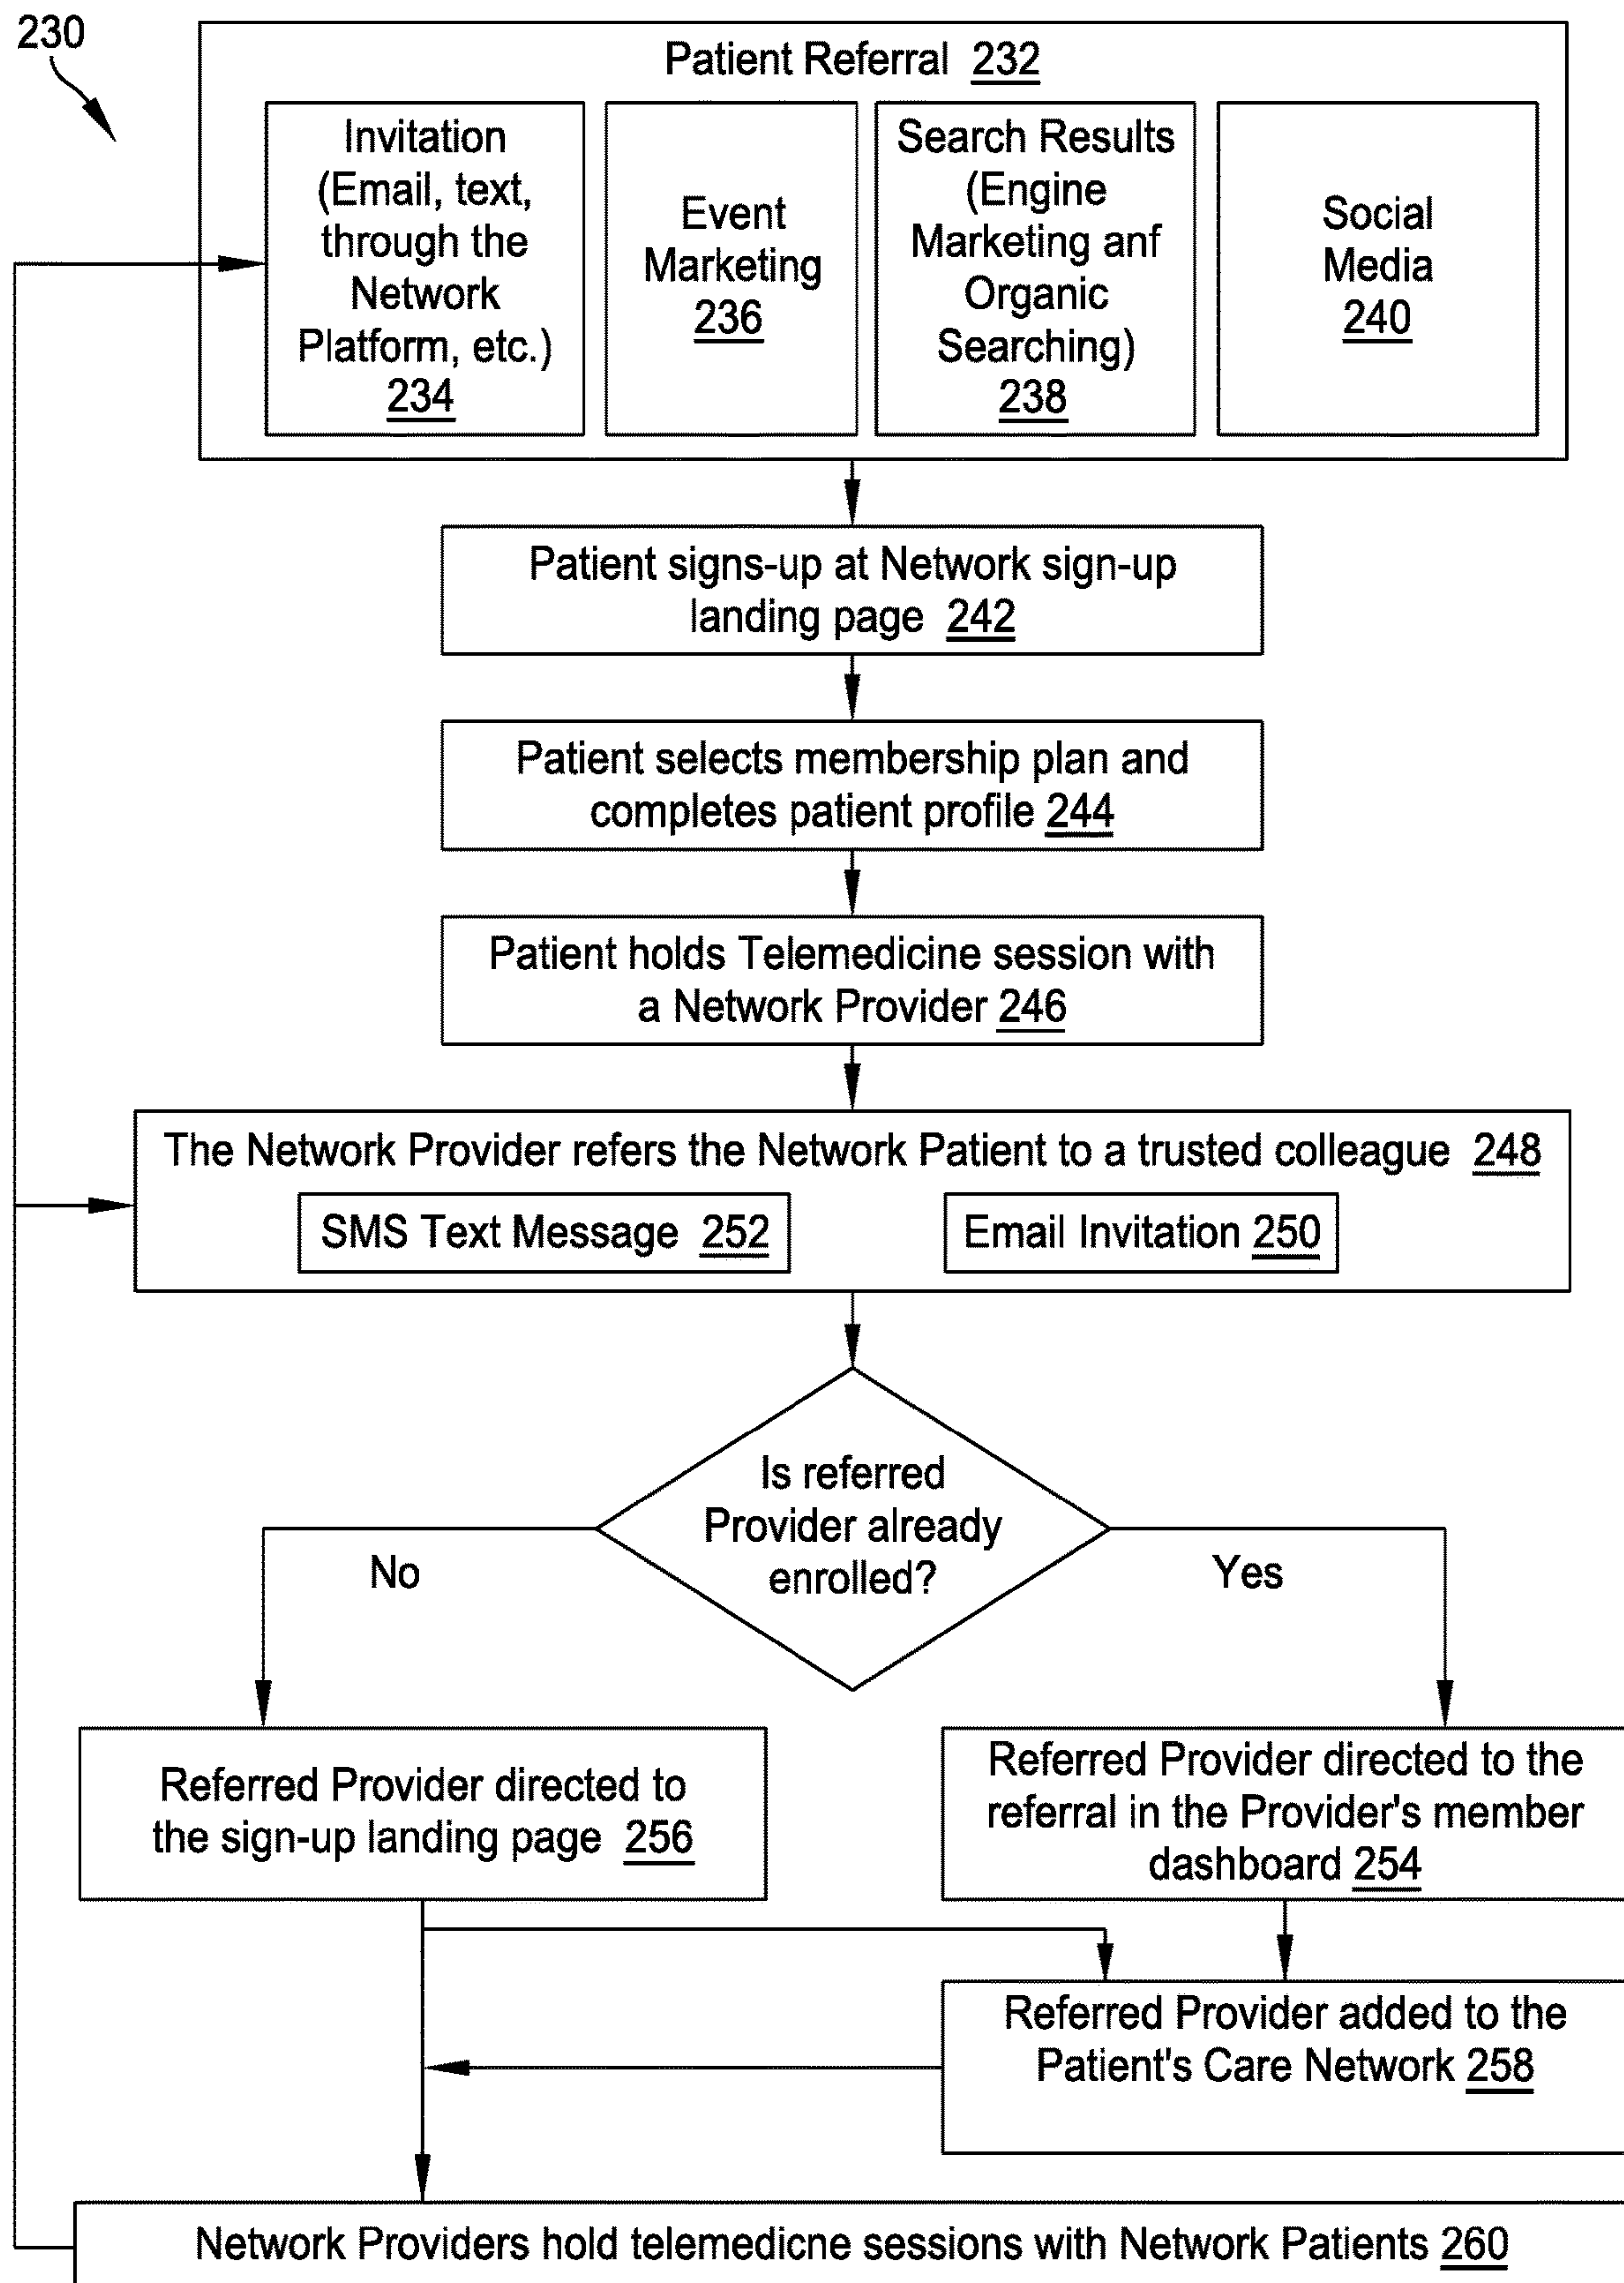 230
Patient Referral 232
Invitation
(Email, text,
through the
Network
Platform, etc.)
234
Event
Marketing
236
Search Results
(Engine
Marketing anf
Organic
Searching)
238
Social
Media
240
Patient signs-up at Network sign-up
landing page 242
Patient selects membership plan and
completes patient profile 244
Patient holds Telemedicine session with
a Network Provider 246
The Network Provider refers the Network Patient to a trusted colleague 248
SMS Text Message 252
Email Invitation 250
Is referred
Provider already
enrolled?
No
Yes
Referred Provider directed to
the sign-up landing page 256
Referred Provider directed to the
referral in the Provider's member
dashboard 254
Referred Provider added to the
Patient's Care Network 258
Network Providers hold telemedicne sessions with Network Patients 260